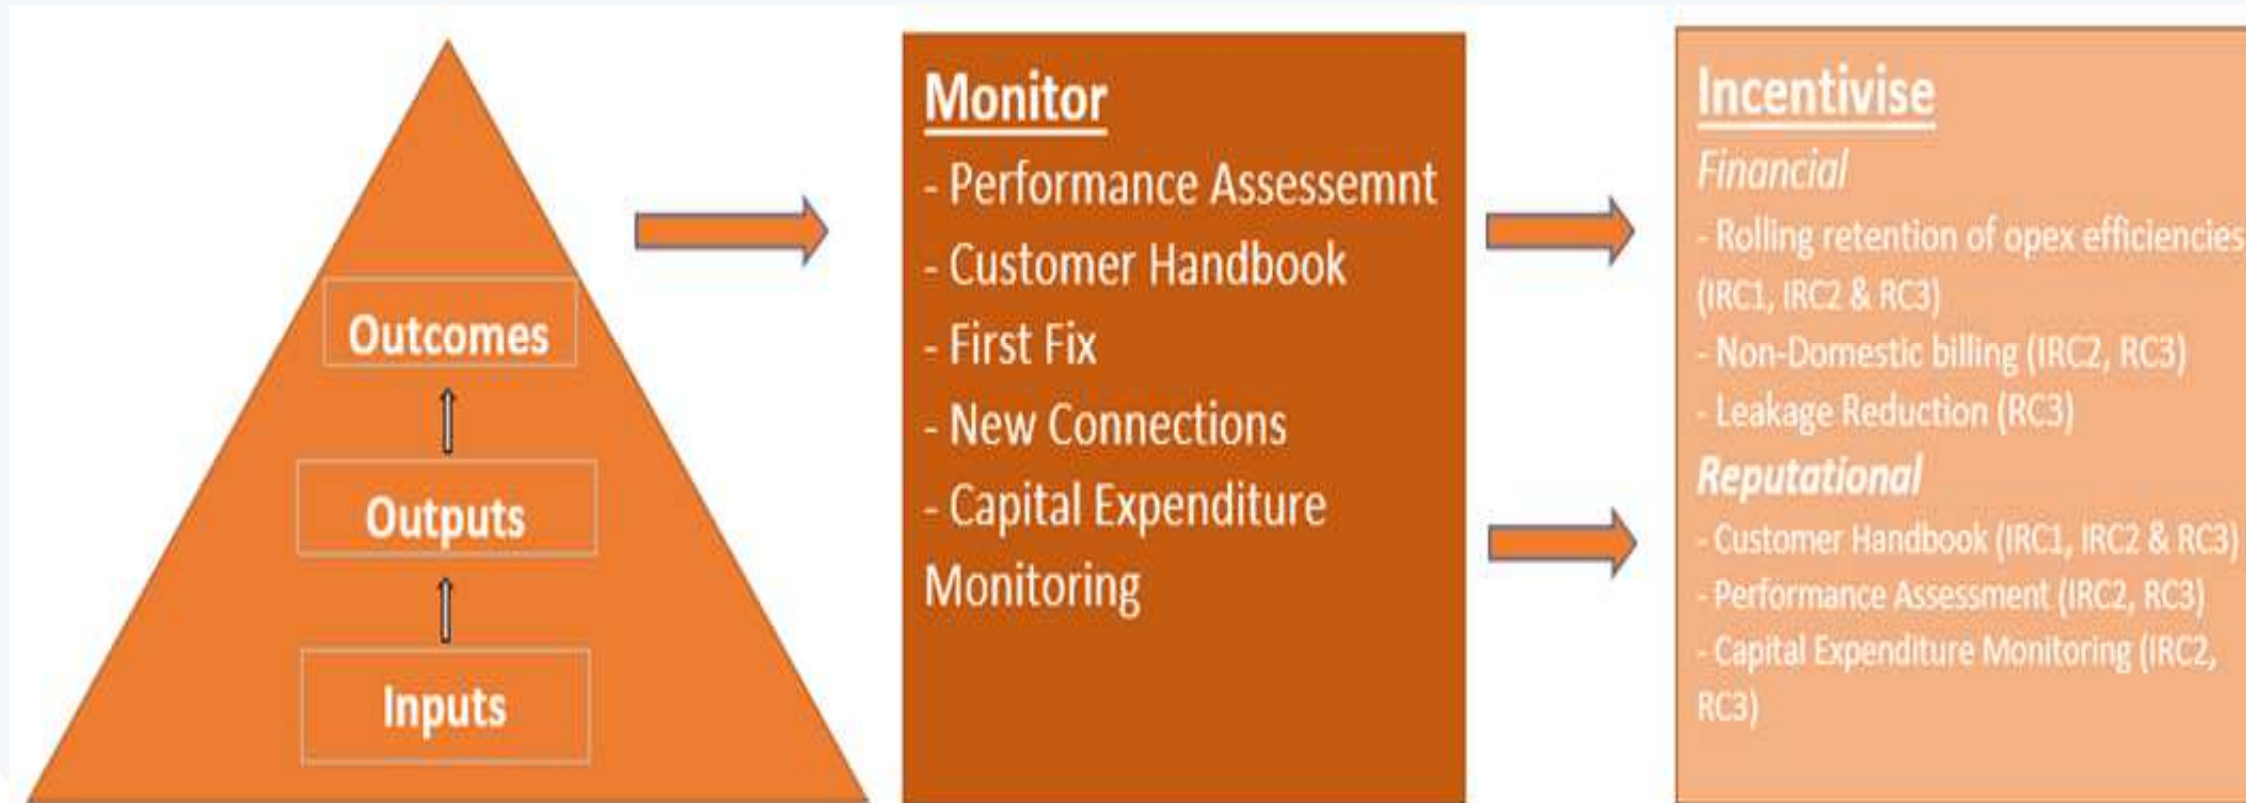 Outcomes
Outputs
Inputs
Monitor
- Performance Assessemnt
- Customer Handbook
- First Fix
- New Connections
- Capital Expenditure
Monitoring
Incentivise
Financial
- Rolling retention of opex efficiencies
(IRC1, IRC2 & RC3)
- Non-Domestic billing (IRC2, RC3)
- Leakage Reduction (RC3)
Reputational
- Customer Handbook (IRC1, IRC2 & RC3)
- Performance Assessment (IRC2, RC3)
- Capital Expenditure Monitoring (IRC2,
RC3)